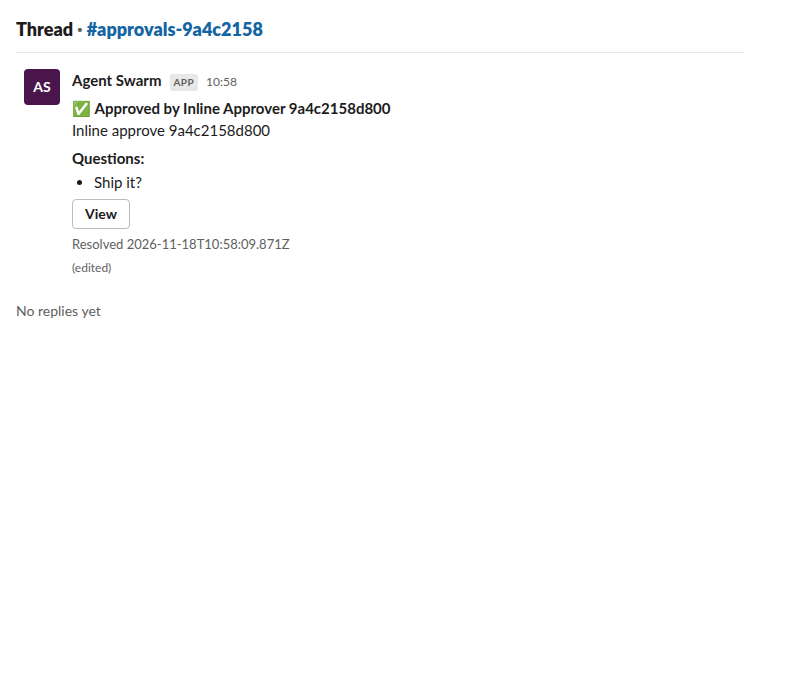 Thread • #approvals-9a4c2158
AS
Agent Swarm APP 10:58
✅ Approved by Inline Approver 9a4c2158d800
Inline approve 9a4c2158d800
Questions:
• Ship it?
View
Resolved 2026-11-18T10:58:09.871Z
(edited)
No replies yet